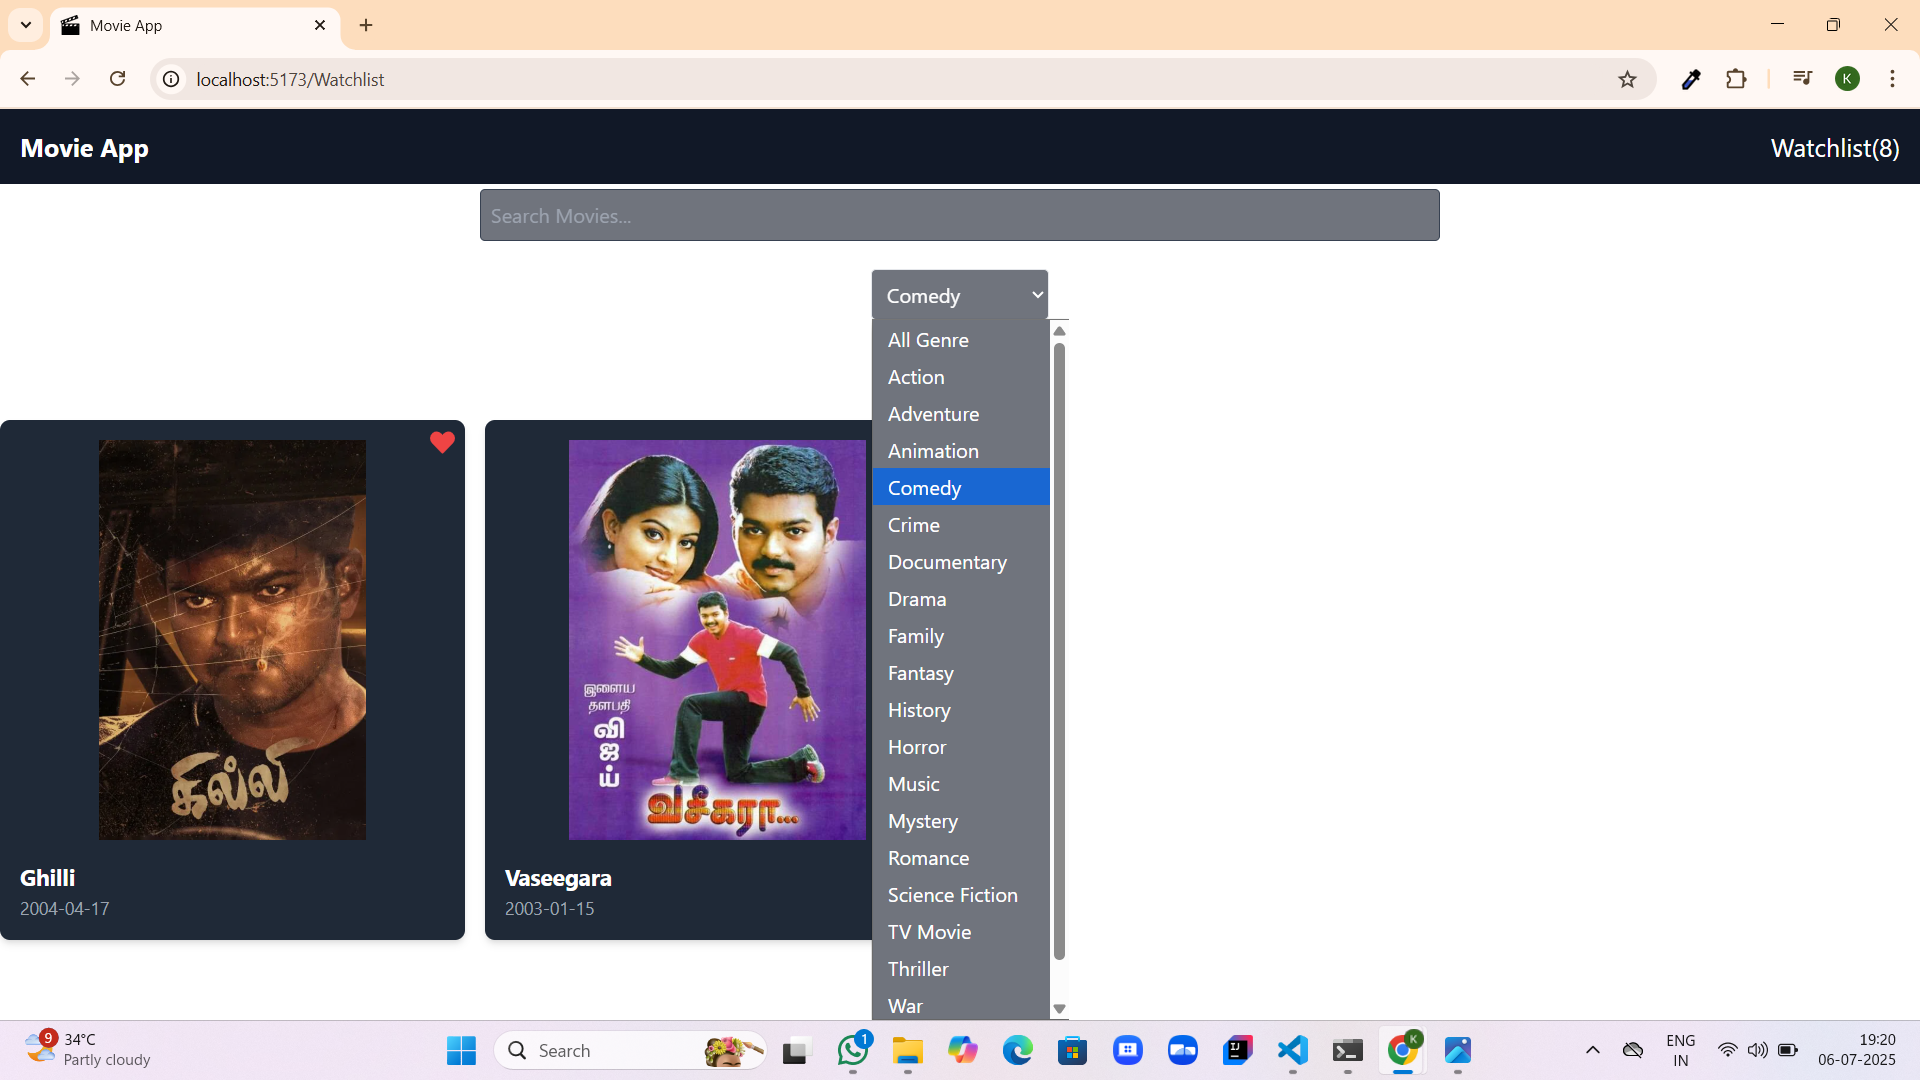 Movie App
localhost:5173/Watchlist
K
Movie App
Watchlist(8)
Search Movies...
Comedy
All Genre
Action
Adventure
Animation
Comedy
Crime
Documentary
Drama
Family
Fantasy
History
Horror
Music
Mystery
Romance
Science Fiction
TV Movie
Thriller
War
கில்லி
Ghilli
2004-04-17
இளைய
தளபதி
வி
ஜ
ய்
வசீகரா...
Vaseegara
2003-01-15
9
34°C
Partly cloudy
Search
1
IJ
K
ENG
IN
19:20
06-07-2025